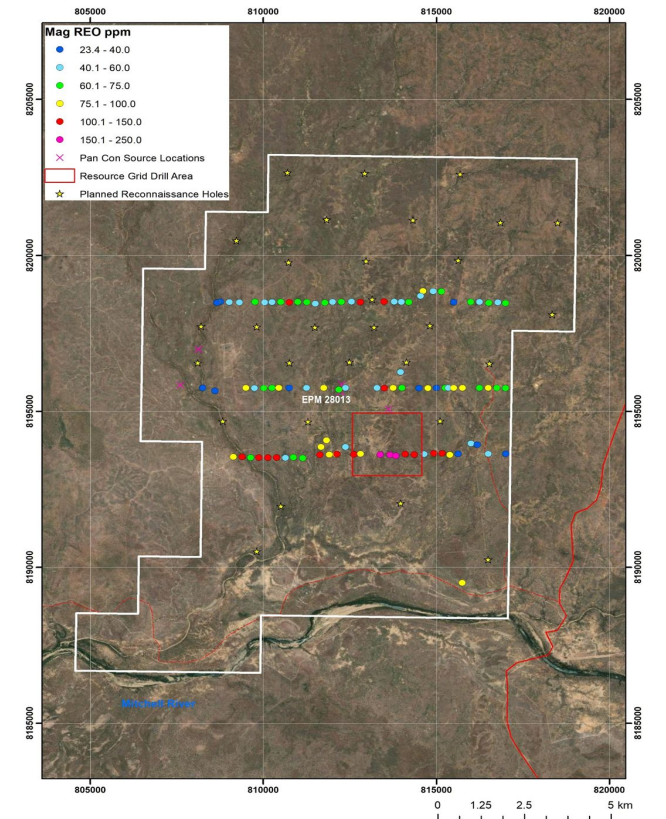 805000 810000 815000 820000
Mag REO ppm
23.4 - 40.0
40.1 - 60.0
60.1 - 75.0
75.1 - 100.0
100.1 - 150.0
150.1 - 250.0
Pan Con Source Locations
Resource Grid Drill Area
Planned Reconnaissance Holes
8205000 8205000
8200000 8200000
8195000 8195000
EPM 28013
8190000 8190000
Mitchell River
8185000 8185000
805000 810000 815000 820000
0 1.25 2.5 5 km